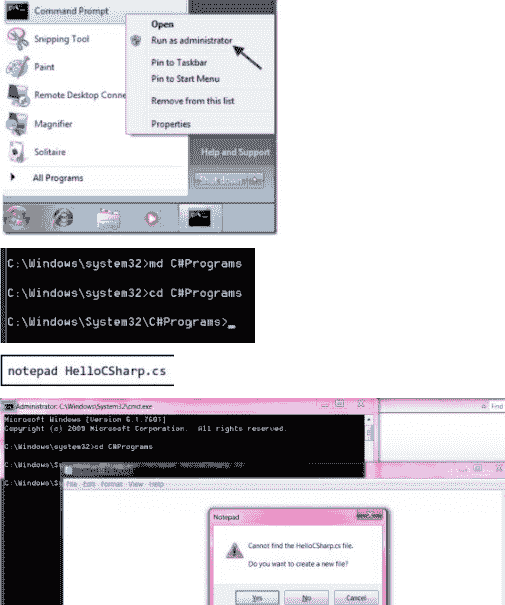 Command Prompt
Open
Snipping Tool
Run as administrator
Paint
Pin to Taskbar
Pin to Start Menu
Remote Desktop Conne
Remove from this list
Magnifier
Properties
Solitaire
Help and Support
All Programs
C:\Windows\system32>md C#Programs
C:\Windows\system32>cd C#Programs
C:\Windows\System32\C#Programs>_
notepad HelloCSharp.cs
Administrator: C:\Windows\System32\cmd.exe
Find
Microsoft Windows [Version 6.1.7601]
Copyright (c) 2009 Microsoft Corporation. All rights reserved.
C:\Windows\system32>cd C#Programs
C:\Windows\Sy
C:\Windows\S
File Edit Format View Help
Notepad
Cannot find the HelloCSharp.cs file.
Do you want to create a new file?
Yes No Cancel